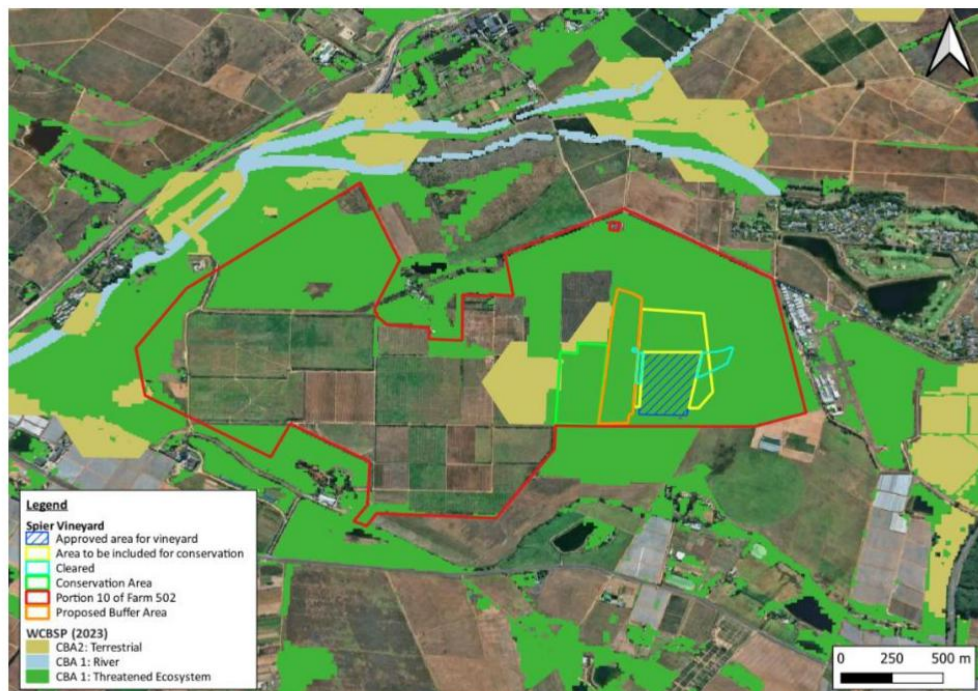 Legend
Spier Vineyard
Approved area for vineyard
Area to be included for conservation
Cleared
Conservation Area
Portion 10 of Farm 502
Proposed Buffer Area
WCBSP (2023)
CBA2: Terrestrial
CBA 1: River
CBA 1: Threatened Ecosystem
0 250 500 m